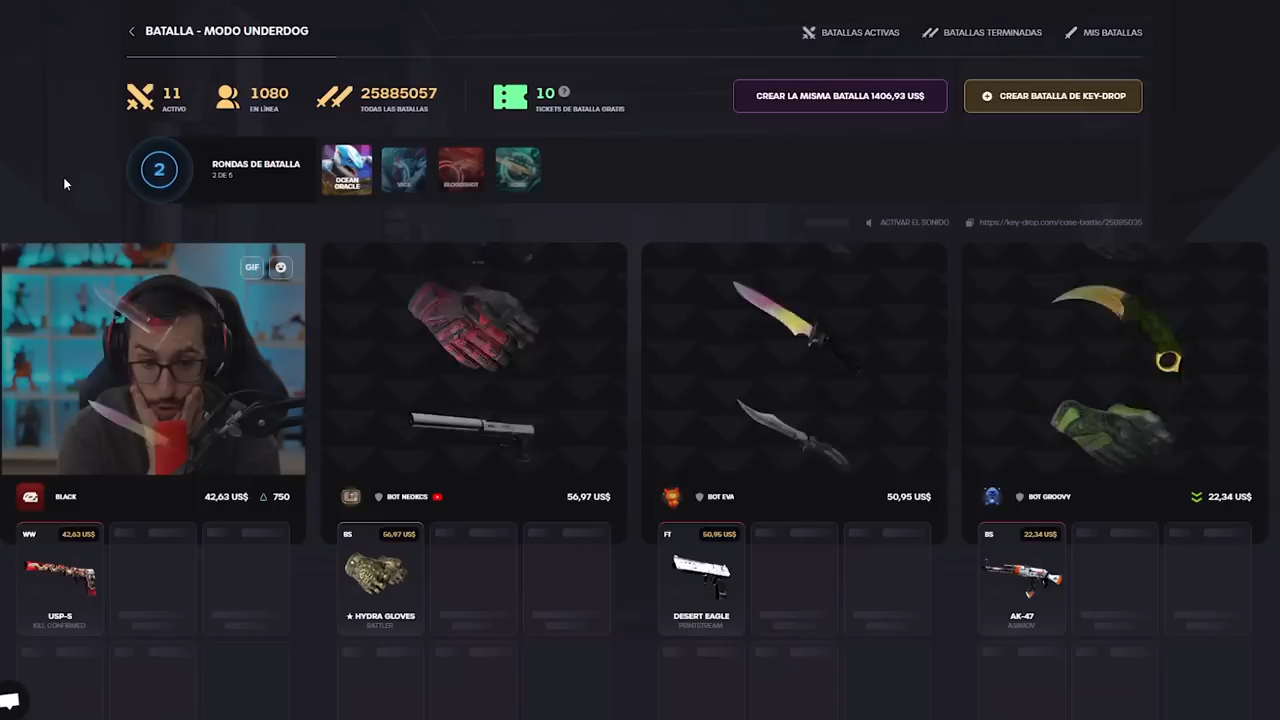 BATALLA - MODO UNDERDOG
BATALLAS ACTIVAS
BATALLAS TERMINADAS
MIS BATALLAS
11
ACTIVO
1080
EN LÍNEA
25885057
TODAS LAS BATALLAS
10
TICKETS DE BATALLA GRATIS
CREAR LA MISMA BATALLA 1406,93 US$
CREAR BATALLA DE KEY-DROP
2
RONDAS DE BATALLA
2 DE 5
OCEAN
ORACLE
VICE
BLOODSHOT
ACTIVAR EL SONIDO
https://key-drop.com/case-battle/25885035
GIF
BLACK
42,63 US$
750
BOT NEOKCS
56,97 US$
BOT EVA
50,95 US$
BOT GROOVY
22,34 US$
WW
42,63 US$
USP-S
KILL CONFIRMED
BS
56,97 US$
★ HYDRA GLOVES
RATTLER
FT
50,95 US$
DESERT EAGLE
PRINTSTREAM
BS
22,34 US$
AK-47
ASIIMOV